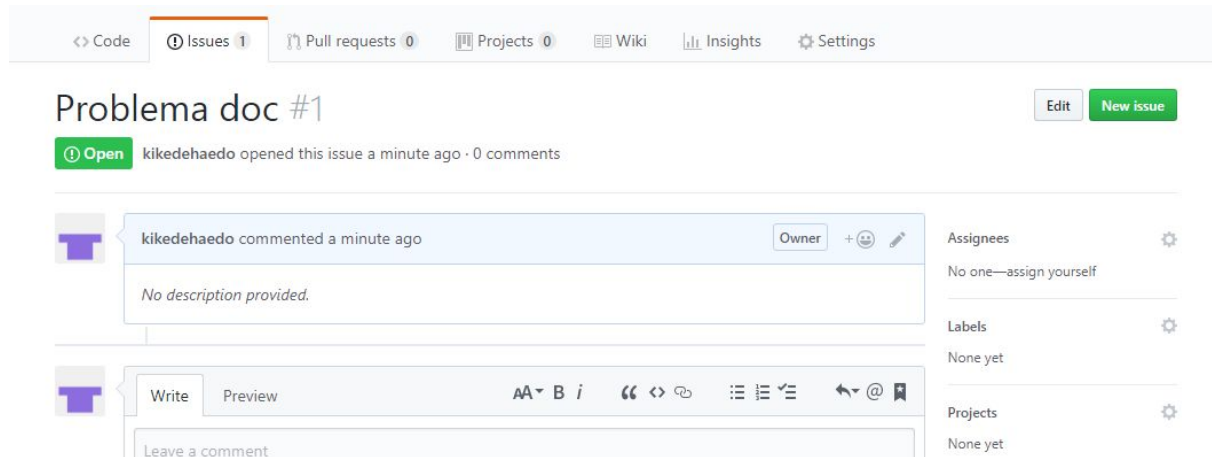 Code Issues 1 Pull requests 0 Projects 0 Wiki Insights Settings
Problema doc #1
Edit New issue
Open kikedehaedo opened this issue a minute ago · 0 comments
kikedehaedo commented a minute ago Owner
No description provided.
Assignees
No one—assign yourself
Labels
None yet
Projects
None yet
Write Preview AA B i
Leave a comment